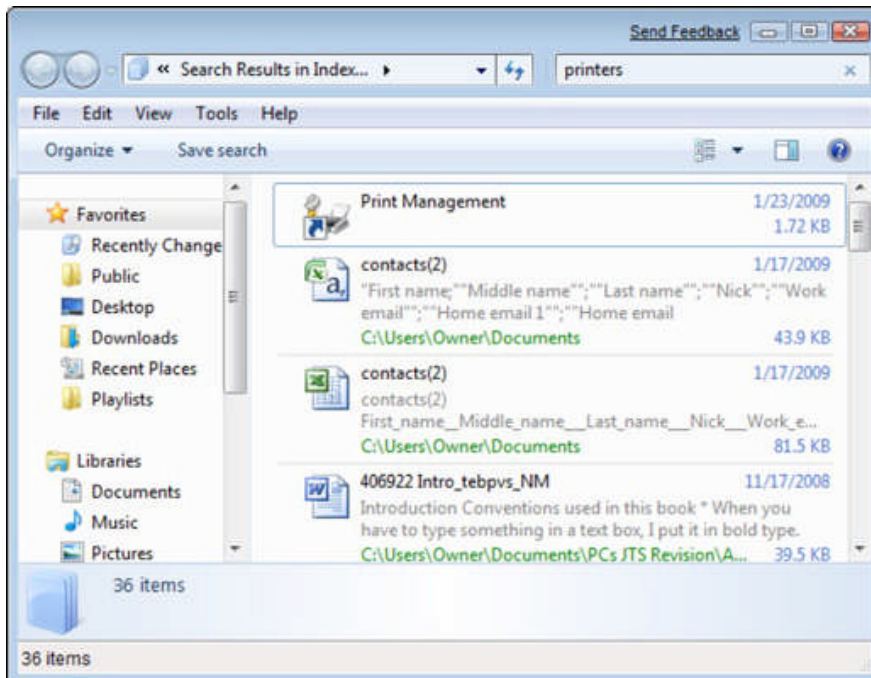 Send Feedback
« Search Results in Index...
printers
File Edit View Tools Help
Organize Save search
Favorites
Recently Change
Public
Desktop
Downloads
Recent Places
Playlists
Libraries
Documents
Music
Pictures
Print Management 1/23/2009
1.72 KB
contacts(2) 1/17/2009
"First name;""Middle name"";""Last name"";""Nick"";""Work
email"";""Home email 1"";""Home email
C:\Users\Owner\Documents 43.9 KB
contacts(2) 1/17/2009
contacts(2)
First_name__Middle_name___Last_name___Nick___Work_e...
C:\Users\Owner\Documents 81.5 KB
406922 Intro_tebpvs_NM 11/17/2008
Introduction Conventions used in this book * When you
have to type something in a text box, I put it in bold type.
C:\Users\Owner\Documents\PCs JTS Revision\A... 39.5 KB
36 items
36 items